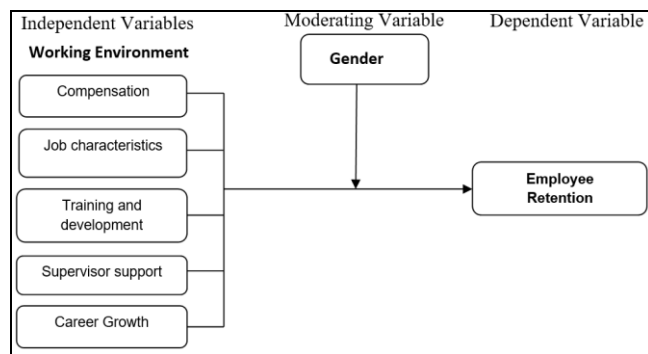 Independent Variables
Moderating Variable
Dependent Variable
Working Environment
Gender
Compensation
Job characteristics
Training and
development
Supervisor support
Career Growth
Employee
Retention